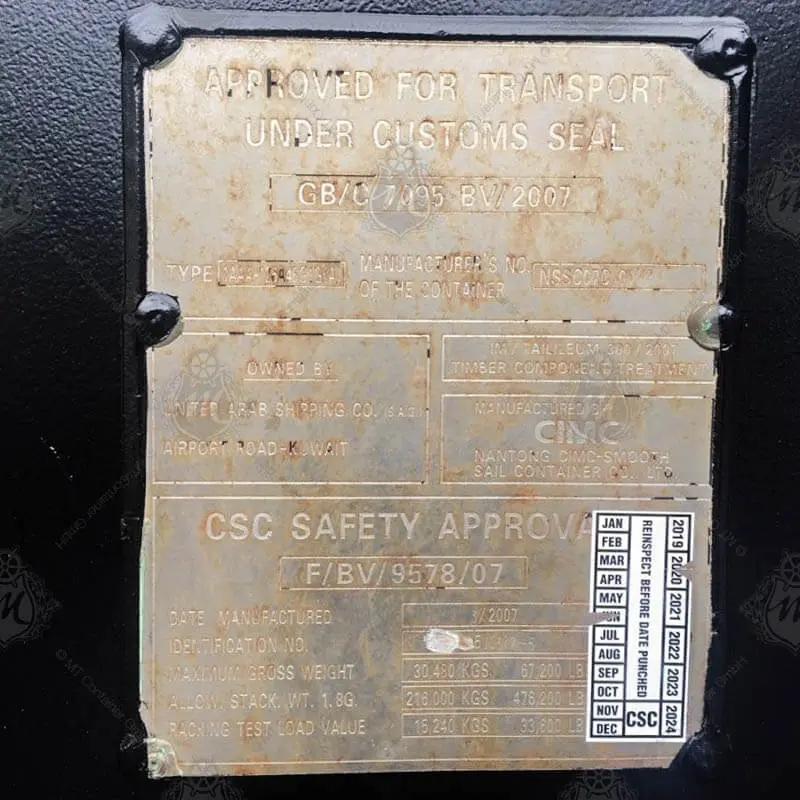 APPROVED FOR TRANSPORT
UNDER CUSTOMS SEAL
GB/C 7095 BV/2007
TYPE
MANUFACTURER'S NO.
OF THE CONTAINER
OWNED BY
UNITED ARAB SHIPPING CO. (S.A.G.)
AIRPORT ROAD-KUWAIT
IM/TAILILEUM 300/2007
TIMBER COMPONENT TREATMENT
MANUFACTURED BY
CIMC
NANTONG CIMC-SMOOTH
SAIL CONTAINER CO., LTD.
CSC SAFETY APPROVA
F/BV/9578/07
DATE MANUFACTURED /2007
IDENTIFICATION NO.
MAXIMUM GROSS WEIGHT 30,480 KGS 67,200 LB
ALLOW. STACK. WT. 1.8G. 216,000 KGS 476,200 LB
RACKING TEST LOAD VALUE 15,240 KGS 33,600 LB
JAN
FEB
MAR
APR
MAY
JUN
JUL
AUG
SEP
OCT
NOV
DEC
REINSPECT BEFORE DATE PUNCHED
CSC
2019 2020 2021 2022 2023 2024
© MT Container GmbH